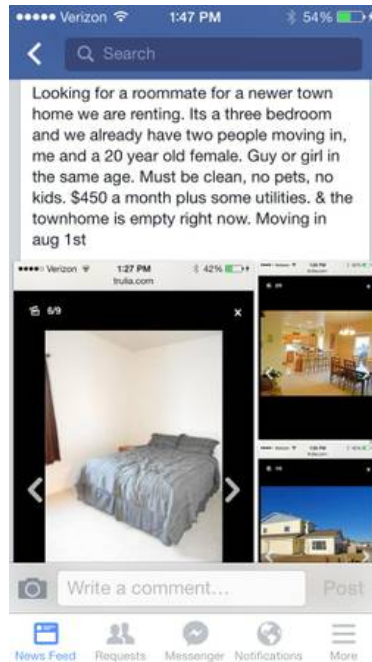 Verizon 1:47 PM 54%
Search
Looking for a roommate for a newer town
home we are renting. Its a three bedroom
and we already have two people moving in,
me and a 20 year old female. Guy or girl in
the same age. Must be clean, no pets, no
kids. $450 a month plus some utilities. & the
townhome is empty right now. Moving in
aug 1st
Verizon 1:27 PM 42%
trulia.com
6/9 x
Write a comment... Post
News Feed Requests Messenger Notifications More